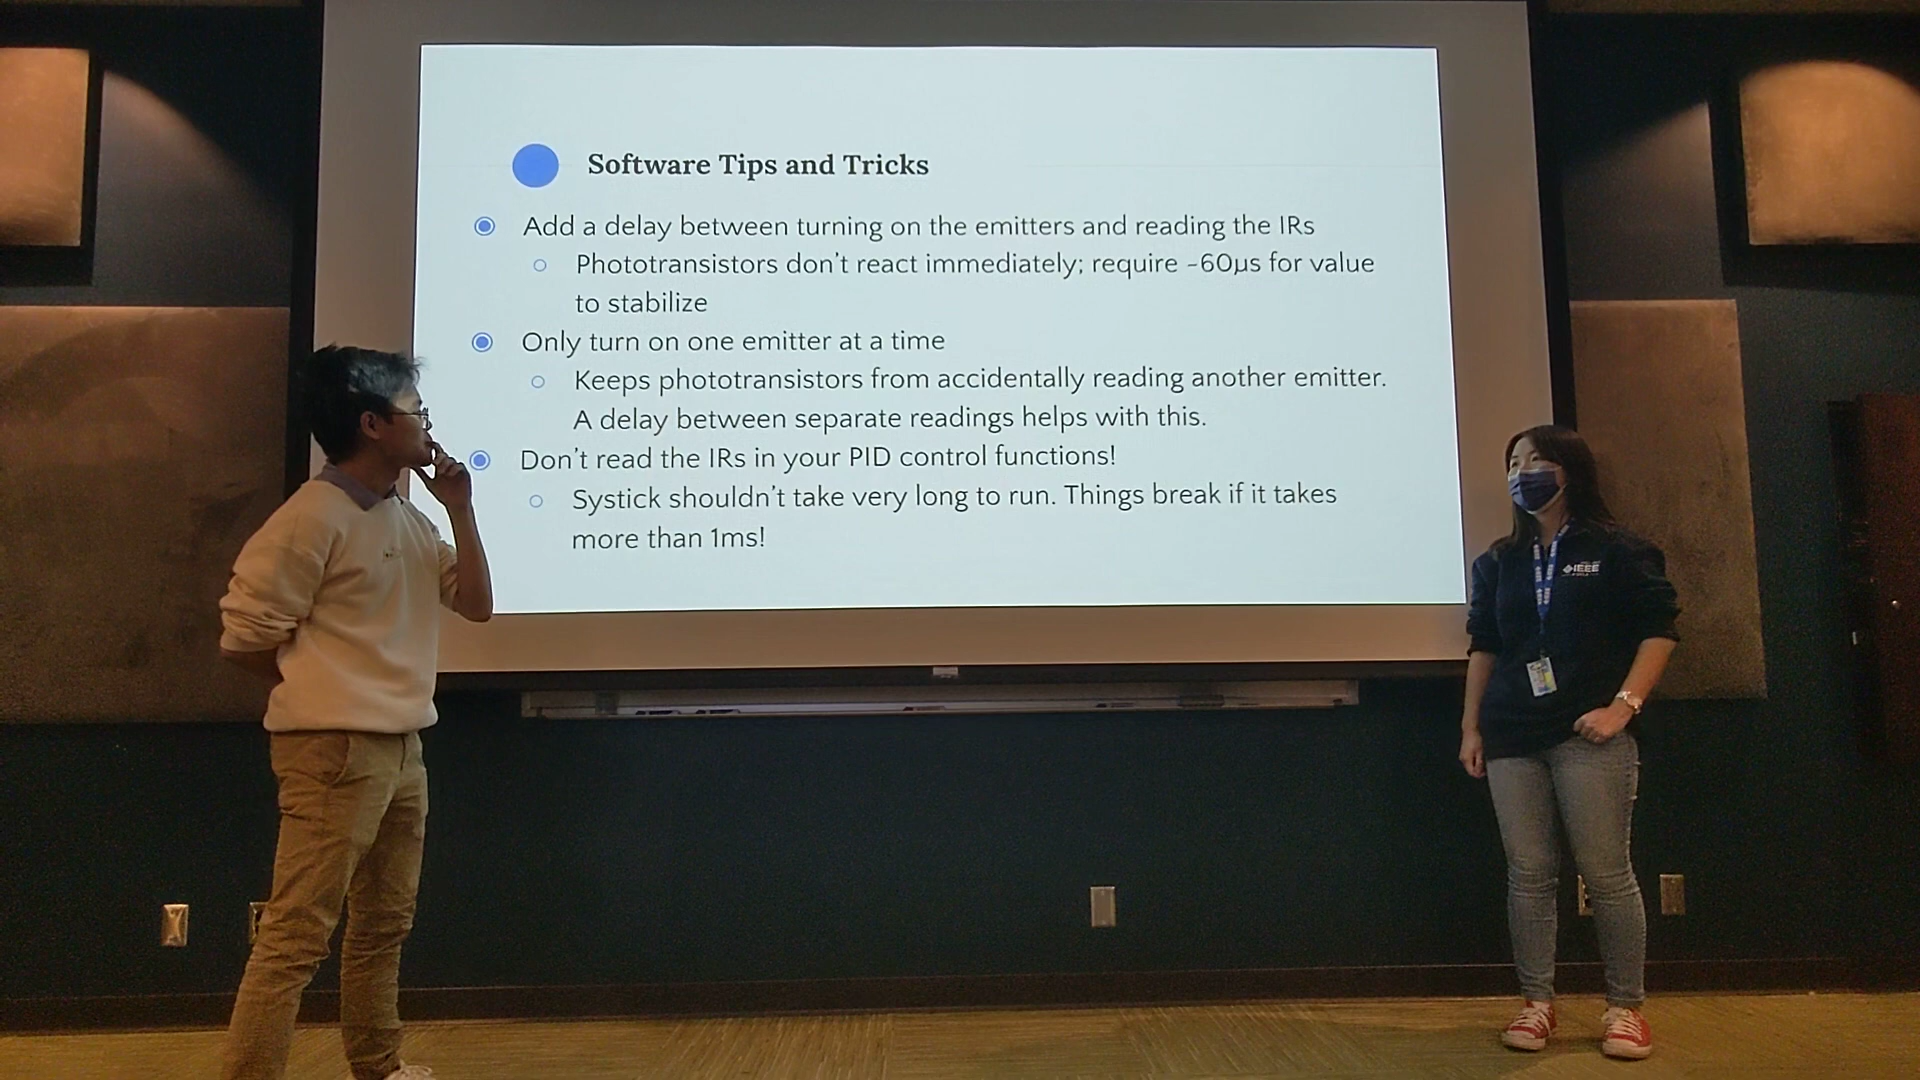 Software Tips and Tricks
Add a delay between turning on the emitters and reading the IRs
Phototransistors don't react immediately; require ~60μs for value
to stabilize
Only turn on one emitter at a time
Keeps phototransistors from accidentally reading another emitter.
A delay between separate readings helps with this.
Don't read the IRs in your PID control functions!
Systick shouldn't take very long to run. Things break if it takes
more than 1ms!
IEEE